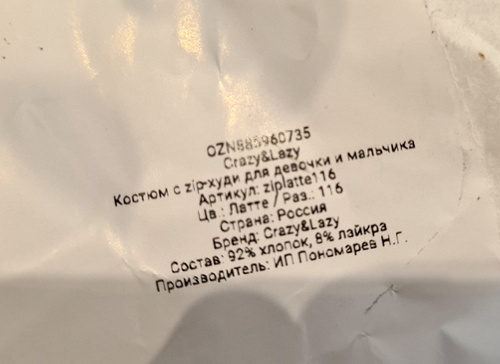 OZN885960735
Crazy&Lazy
Костюм с zip-худи для девочки и мальчика
Артикул: ziplatte116
Цв.: Латте / Раз.: 116
Страна: Россия
Бренд: Crazy&Lazy
Состав: 92% хлопок, 8% лайкра
Производитель: ИП Пономарев Н.Г.